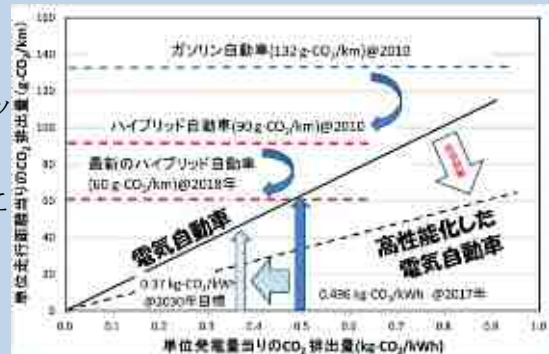 単位走行距離当りのCO₂排出量(g-CO₂/km)
160
140
120
100
80
60
40
20
0
ガソリン自動車(132 g-CO₂/km)@2010
ハイブリッド自動車(90 g-CO₂/km)@2010
最新のハイブリッド自動車
(60 g-CO₂/km)@2018年
電気自動車
高性能化した
電気自動車
0.37 kg-CO₂/kWh
@2030年目標
0.496 kg-CO₂/kWh @2017年
0.0 0.1 0.2 0.3 0.4 0.5 0.6 0.7 0.8 0.9 1.0
単位発電量当りのCO₂排出量(kg-CO₂/kWh)
ッ